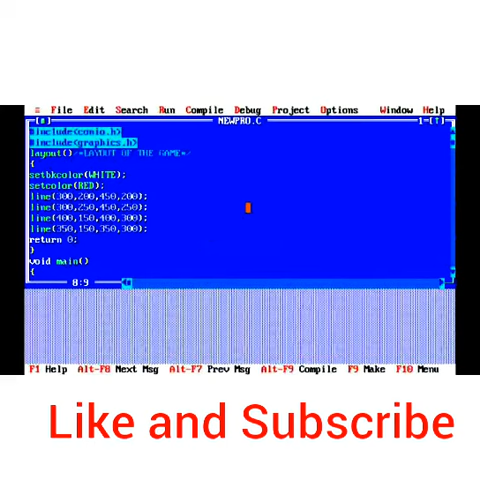 ≡ File Edit Search Run Compile Debug Project Options Window Help
[■] NEWPRO.C 1=[↑]
#include<conio.h>
#include<graphics.h>
layout()/*LAYOUT OF THE GAME*/
{
setbkcolor(WHITE);
setcolor(RED);
line(300,200,450,200);
line(300,250,450,250);
line(400,150,400,300);
line(350,150,350,300);
return 0;
}
void main()
{
8:9
F1 Help Alt-F8 Next Msg Alt-F7 Prev Msg Alt-F9 Compile F9 Make F10 Menu
Like and Subscribe